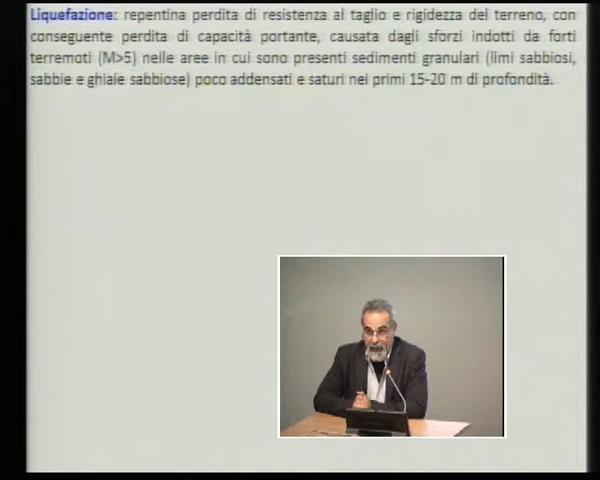 Liquefazione: repentina perdita di resistenza al taglio e rigidezza del terreno, con
conseguente perdita di capacità portante, causata dagli sforzi indotti da forti
terremoti (M>5) nelle aree in cui sono presenti sedimenti granulari (limi sabbiosi,
sabbie e ghiaie sabbiose) poco addensati e saturi nei primi 15-20 m di profondità.